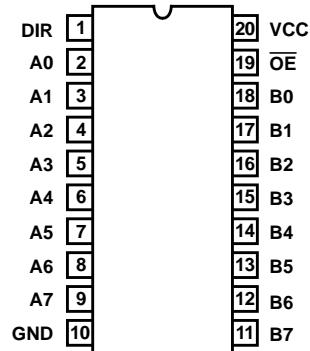 DIR 1 20 VCC
A0 2 19 O̅E̅
A1 3 18 B0
A2 4 17 B1
A3 5 16 B2
A4 6 15 B3
A5 7 14 B4
A6 8 13 B5
A7 9 12 B6
GND 10 11 B7